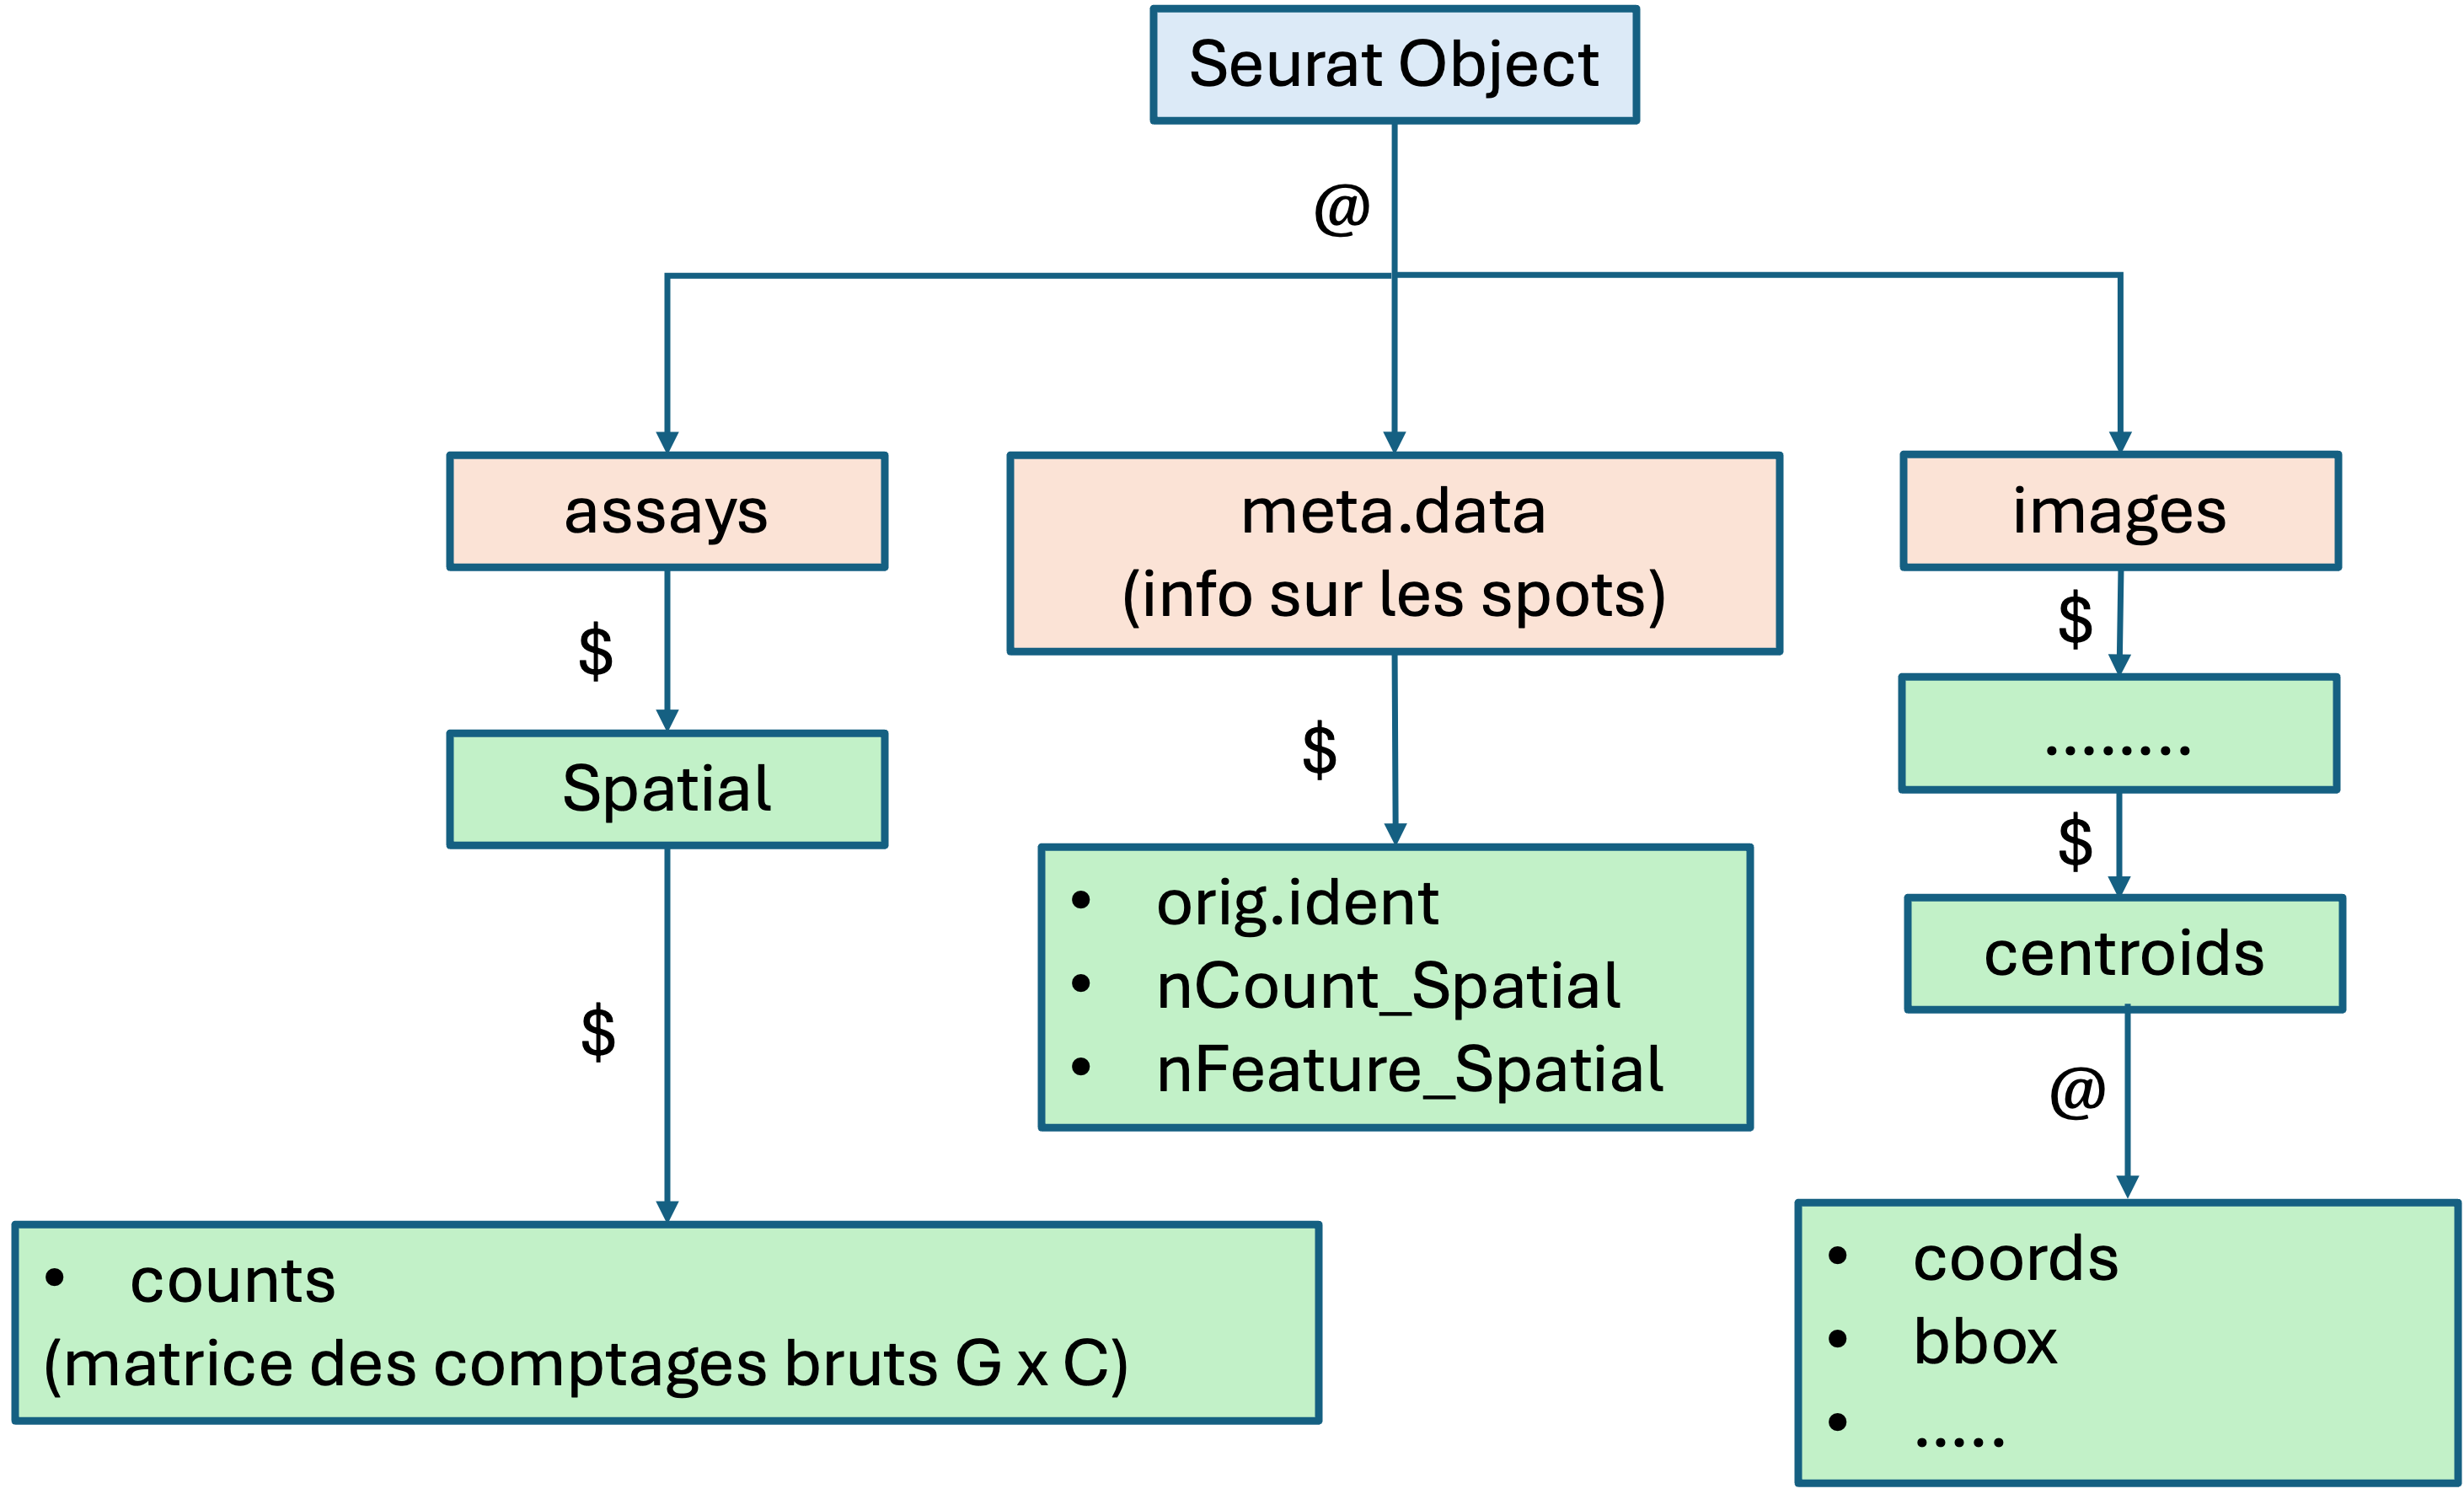 Seurat Object
@
assays
meta.data
(info sur les spots)
images
$
$
$
Spatial
........
$
orig.ident
nCount_Spatial
nFeature_Spatial
centroids
$
@
• counts
(matrice des comptages bruts G x C)
• coords
• bbox
• .....